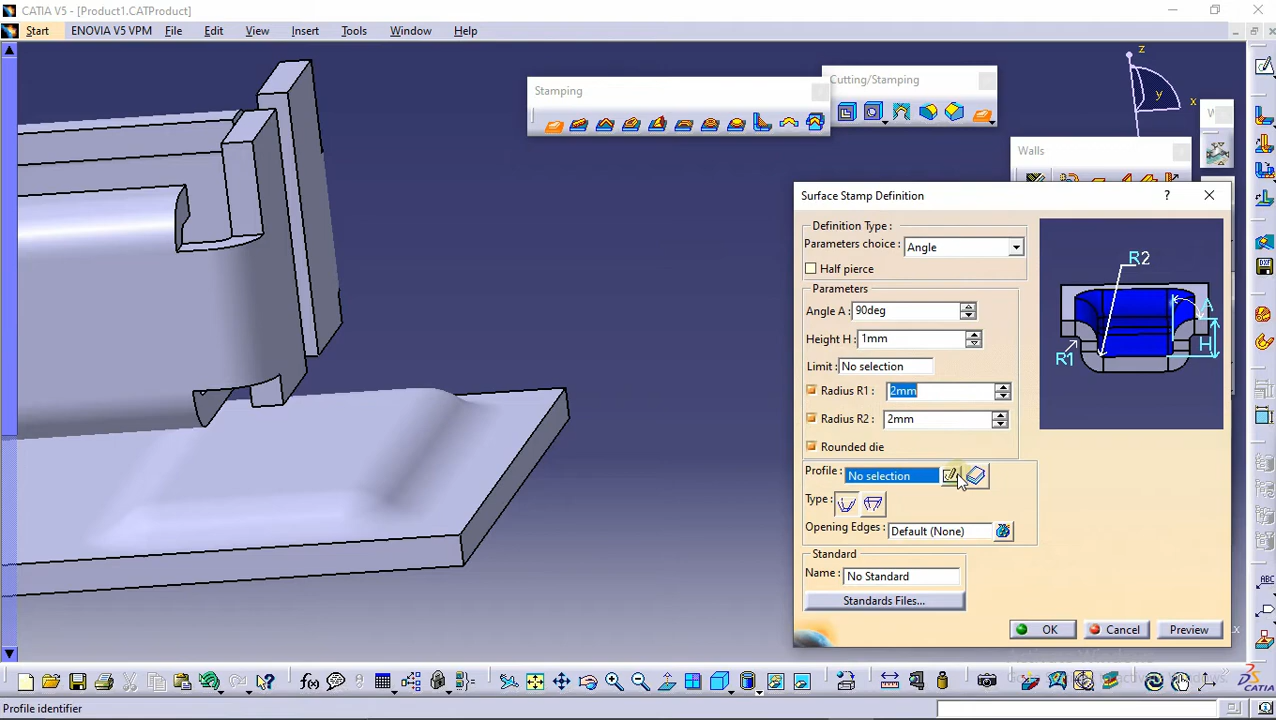 CATIA V5 - [Product1.CATProduct]
Start
ENOVIA V5 VPM
File
Edit
View
Insert
Tools
Window
Help
Stamping
Cutting/Stamping
Walls
W
z
y
x
Surface Stamp Definition
?
Definition Type :
Parameters choice :
Angle
Half pierce
Parameters
Angle A :
90deg
Height H :
1mm
Limit :
No selection
Radius R1 :
2mm
Radius R2 :
2mm
Rounded die
R2
A
R1
H
Profile :
No selection
Type :
Opening Edges :
Default (None)
Standard
Name :
No Standard
Standards Files...
OK
Cancel
Preview
f(x)
ABC
Profile identifier